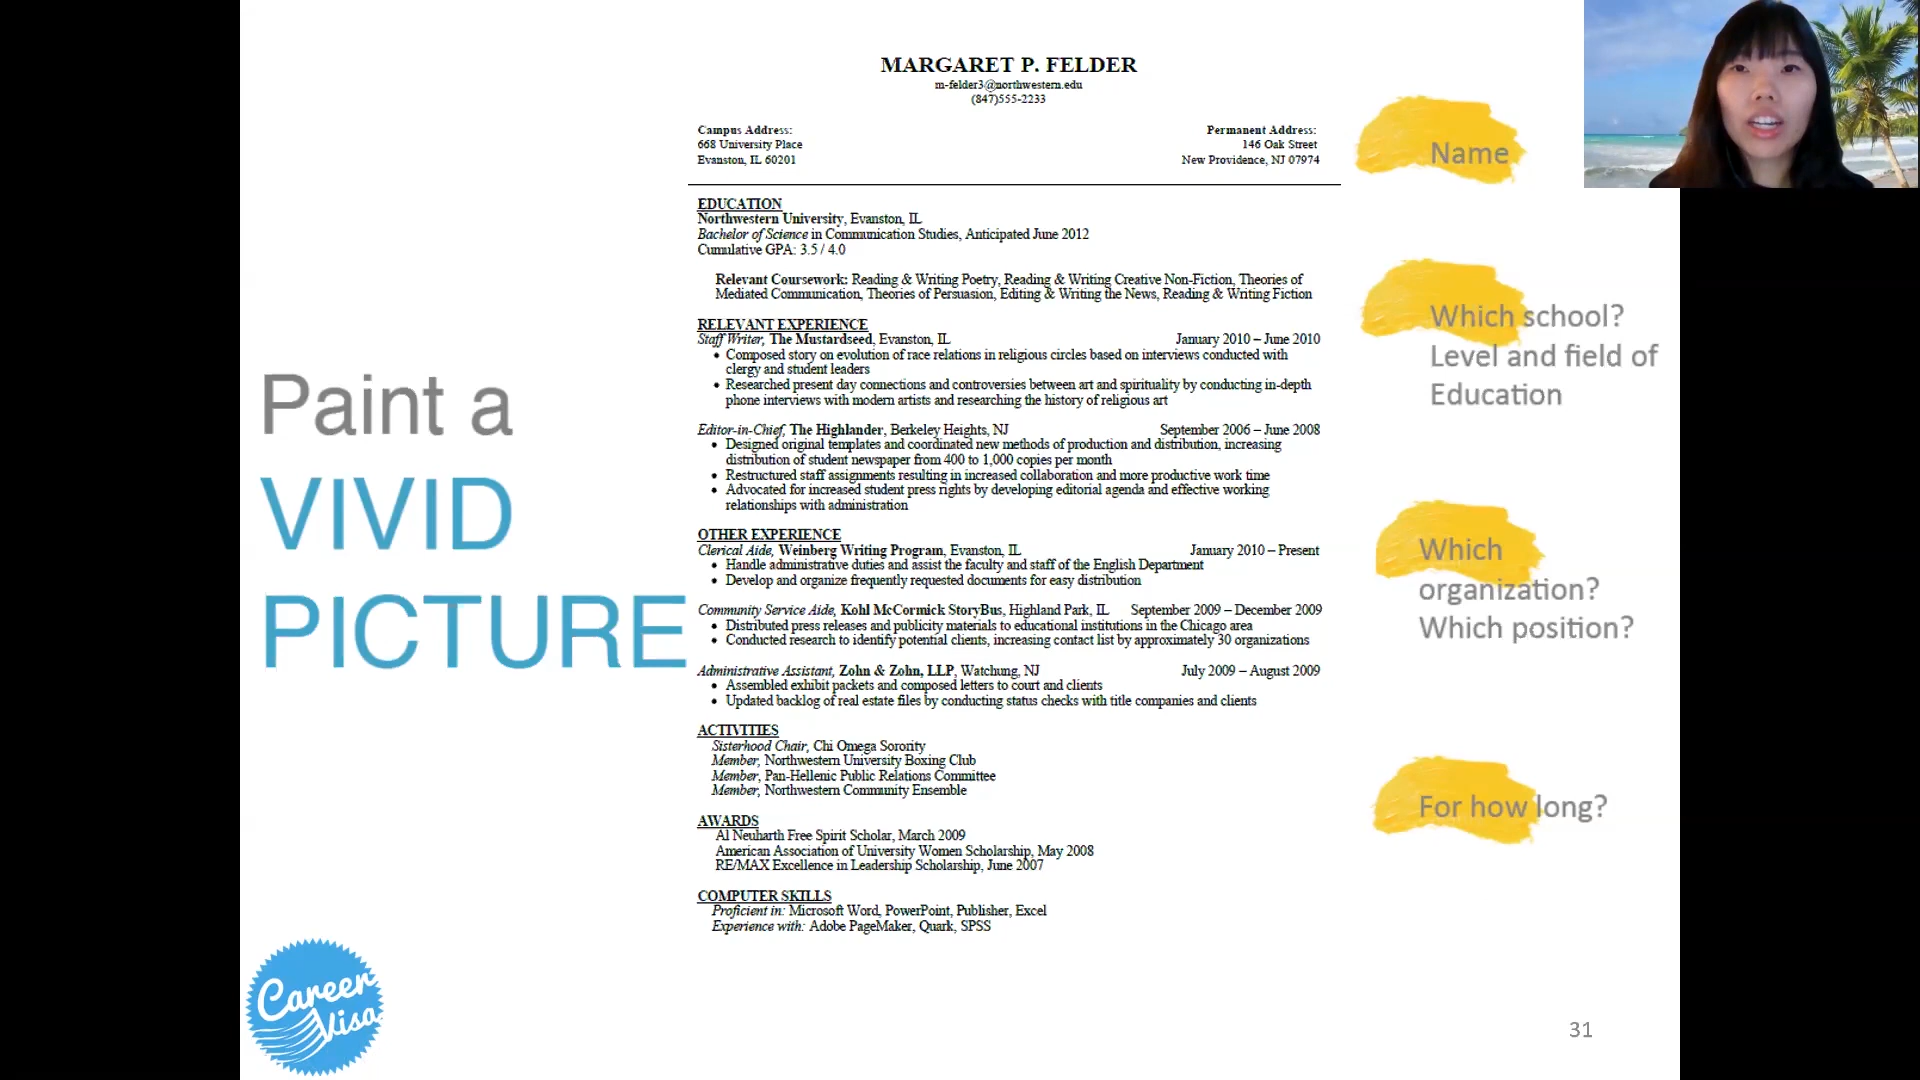 Paint a
VIVID
PICTURE
MARGARET P. FELDER
m-felder3@northwestern.edu
(847)555-2233
Campus Address:
668 University Place
Evanston, IL 60201
Permanent Address:
146 Oak Street
New Providence, NJ 07974
EDUCATION
Northwestern University, Evanston, IL
Bachelor of Science in Communication Studies, Anticipated June 2012
Cumulative GPA: 3.5 / 4.0
Relevant Coursework: Reading & Writing Poetry, Reading & Writing Creative Non-Fiction, Theories of
Mediated Communication, Theories of Persuasion, Editing & Writing the News, Reading & Writing Fiction
RELEVANT EXPERIENCE
Staff Writer, The Mustardseed, Evanston, IL January 2010 – June 2010
• Composed story on evolution of race relations in religious circles based on interviews conducted with
clergy and student leaders
• Researched present day connections and controversies between art and spirituality by conducting in-depth
phone interviews with modern artists and researching the history of religious art
Editor-in-Chief, The Highlander, Berkeley Heights, NJ September 2006 – June 2008
• Designed original templates and coordinated new methods of production and distribution, increasing
distribution of student newspaper from 400 to 1,000 copies per month
• Restructured staff assignments resulting in increased collaboration and more productive work time
• Advocated for increased student press rights by developing editorial agenda and effective working
relationships with administration
OTHER EXPERIENCE
Clerical Aide, Weinberg Writing Program, Evanston, IL January 2010 – Present
• Handle administrative duties and assist the faculty and staff of the English Department
• Develop and organize frequently requested documents for easy distribution
Community Service Aide, Kohl McCormick StoryBus, Highland Park, IL September 2009 – December 2009
• Distributed press releases and publicity materials to educational institutions in the Chicago area
• Conducted research to identify potential clients, increasing contact list by approximately 30 organizations
Administrative Assistant, Zohn & Zohn, LLP, Watchung, NJ July 2009 – August 2009
• Assembled exhibit packets and composed letters to court and clients
• Updated backlog of real estate files by conducting status checks with title companies and clients
ACTIVITIES
Sisterhood Chair, Chi Omega Sorority
Member, Northwestern University Boxing Club
Member, Pan-Hellenic Public Relations Committee
Member, Northwestern Community Ensemble
AWARDS
Al Neuharth Free Spirit Scholar, March 2009
American Association of University Women Scholarship, May 2008
RE/MAX Excellence in Leadership Scholarship, June 2007
COMPUTER SKILLS
Proficient in: Microsoft Word, PowerPoint, Publisher, Excel
Experience with: Adobe PageMaker, Quark, SPSS
Name
Which school?
Level and field of
Education
Which
organization?
Which position?
For how long?
Career
Visa
31